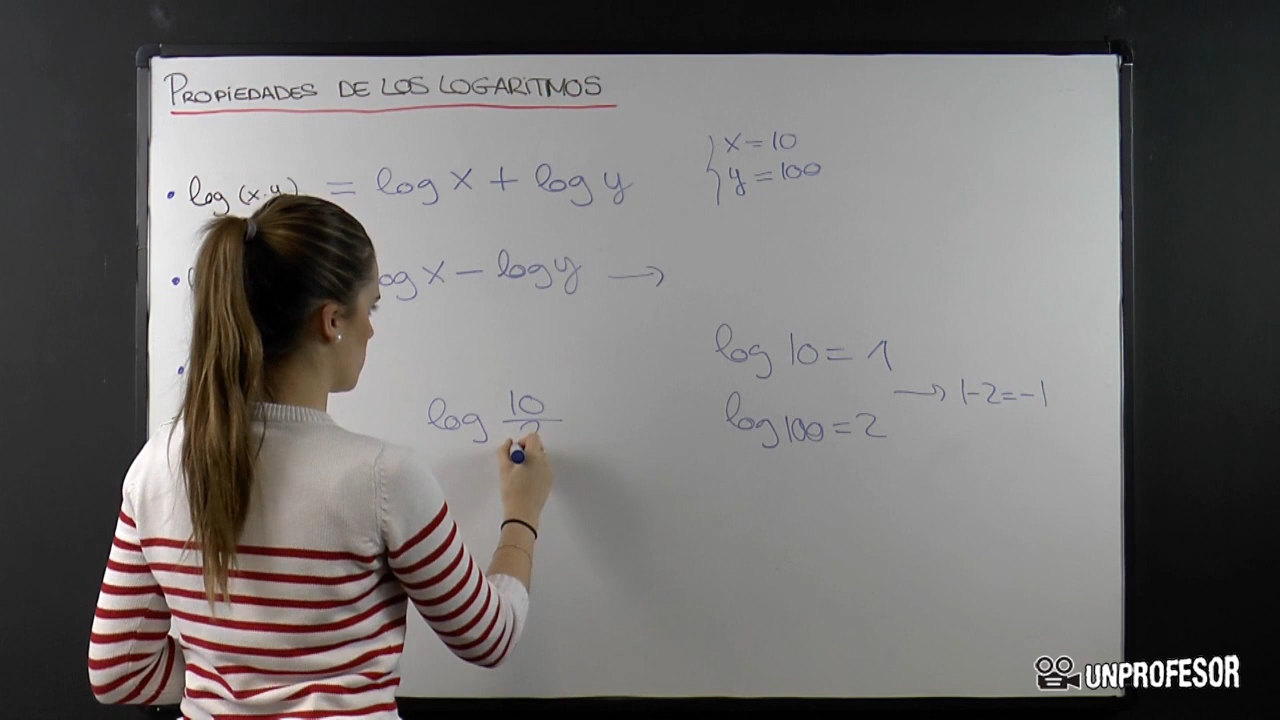 PROPIEDADES DE LOS LOGARITMOS
• log (x·y) = log x + log y
x = 10
y = 100
• log x - log y →
log 10 = 1
log 100 = 2
→ 1-2=-1
log 10
UNPROFESOR